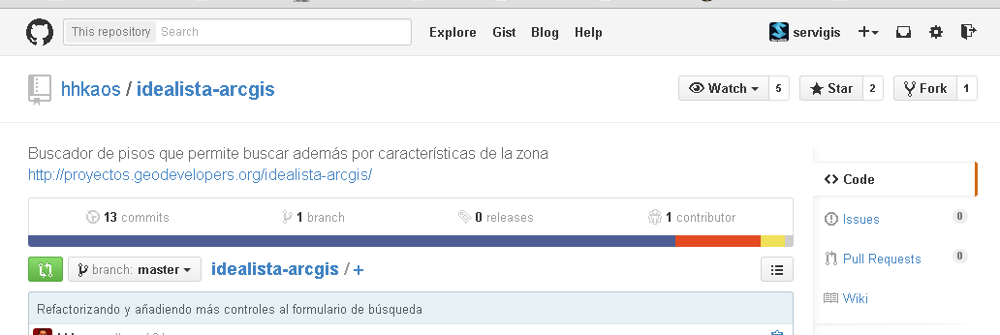 This repository Search Explore Gist Blog Help servigis
hhkaos / idealista-arcgis Watch 5 Star 2 Fork 1
Buscador de pisos que permite buscar además por características de la zona
http://proyectos.geodevelopers.org/idealista-arcgis/
Code
13 commits 1 branch 0 releases 1 contributor
Issues 0
branch: master idealista-arcgis / +
Pull Requests 0
Wiki
Refactorizando y añadiendo más controles al formulario de búsqueda